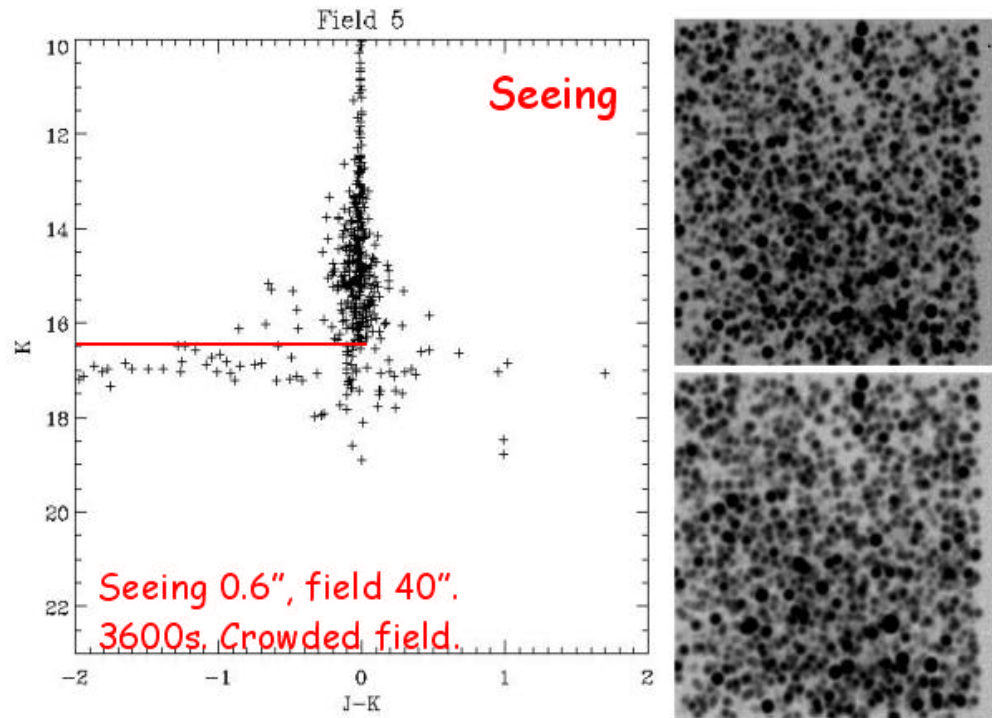 Field 5
Seeing
10
12
14
16
18
20
22
K
Seeing 0.6”, field 40”.
3600s. Crowded field.
-2
-1
0
1
2
J-K